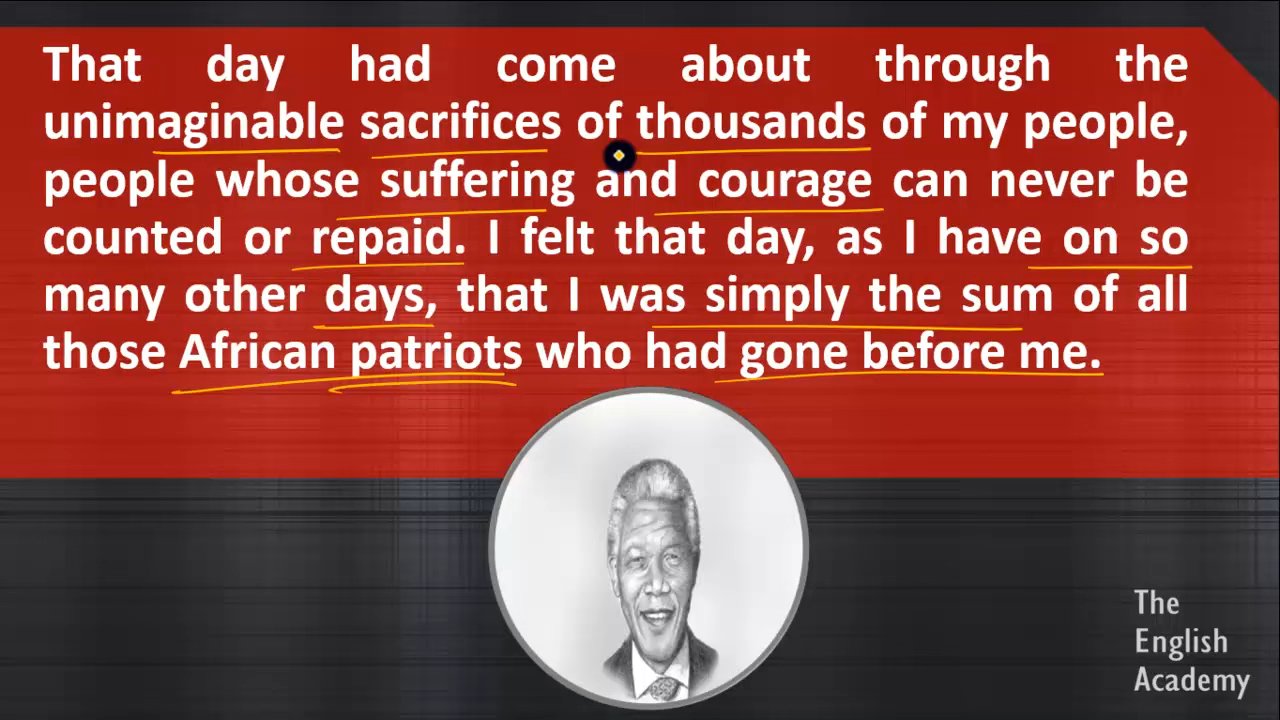 That day had come about through the
unimaginable sacrifices of thousands of my people,
people whose suffering and courage can never be
counted or repaid. I felt that day, as I have on so
many other days, that I was simply the sum of all
those African patriots who had gone before me.
The
English
Academy